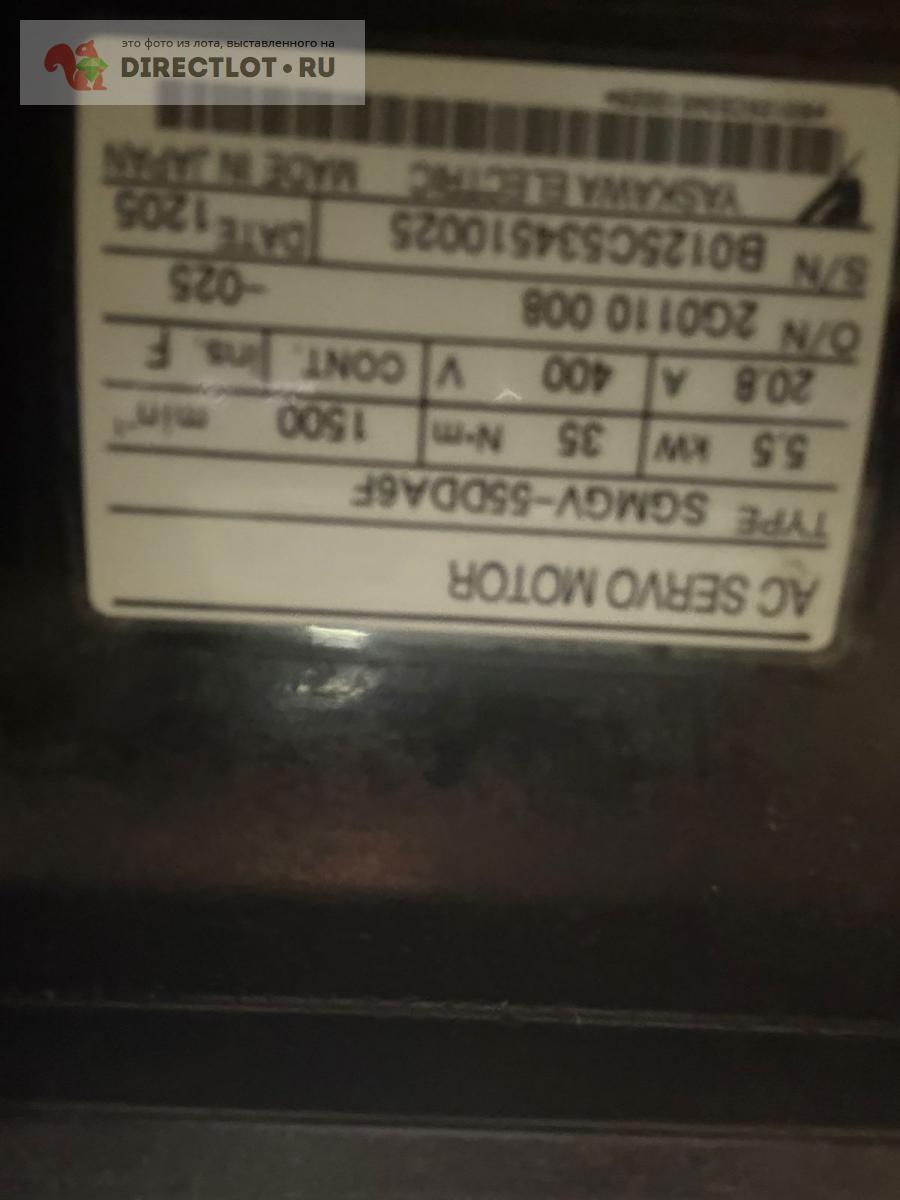 это фото из лота, выставленного на
DIRECTLOT.RU
AC SERVO MOTOR
TYPE SGMGV-55DDA6F
5.5 kW 35 N·m 1500 min⁻¹
20.8 A 400 V CONT. Ins. F
O/N 2G0110 008 -025
S/N B0125C534510025 DATE 1205
YASKAWA ELECTRIC MADE IN JAPAN